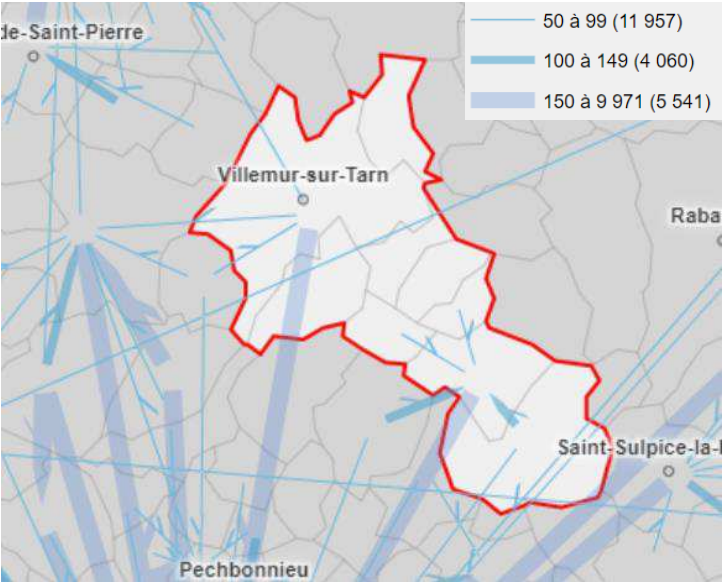 50 à 99 (11 957)
de-Saint-Pierre
100 à 149 (4 060)
150 à 9 971 (5 541)
Villemur-sur-Tarn
Raba
Saint-Sulpice-la-
Pechbonnieu